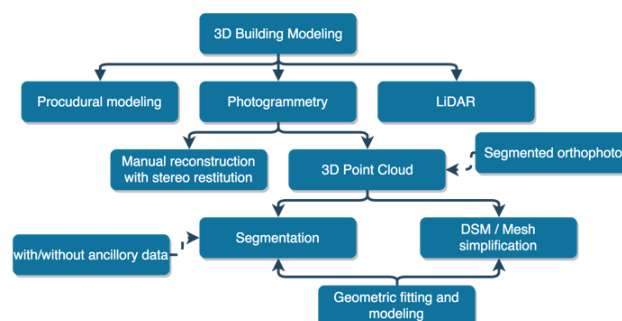 3D Building Modeling
Procudural modeling
Photogrammetry
LiDAR
Manual reconstruction
with stereo restitution
3D Point Cloud
Segmented orthophoto
with/without ancillory data
Segmentation
DSM / Mesh
simplification
Geometric fitting and
modeling